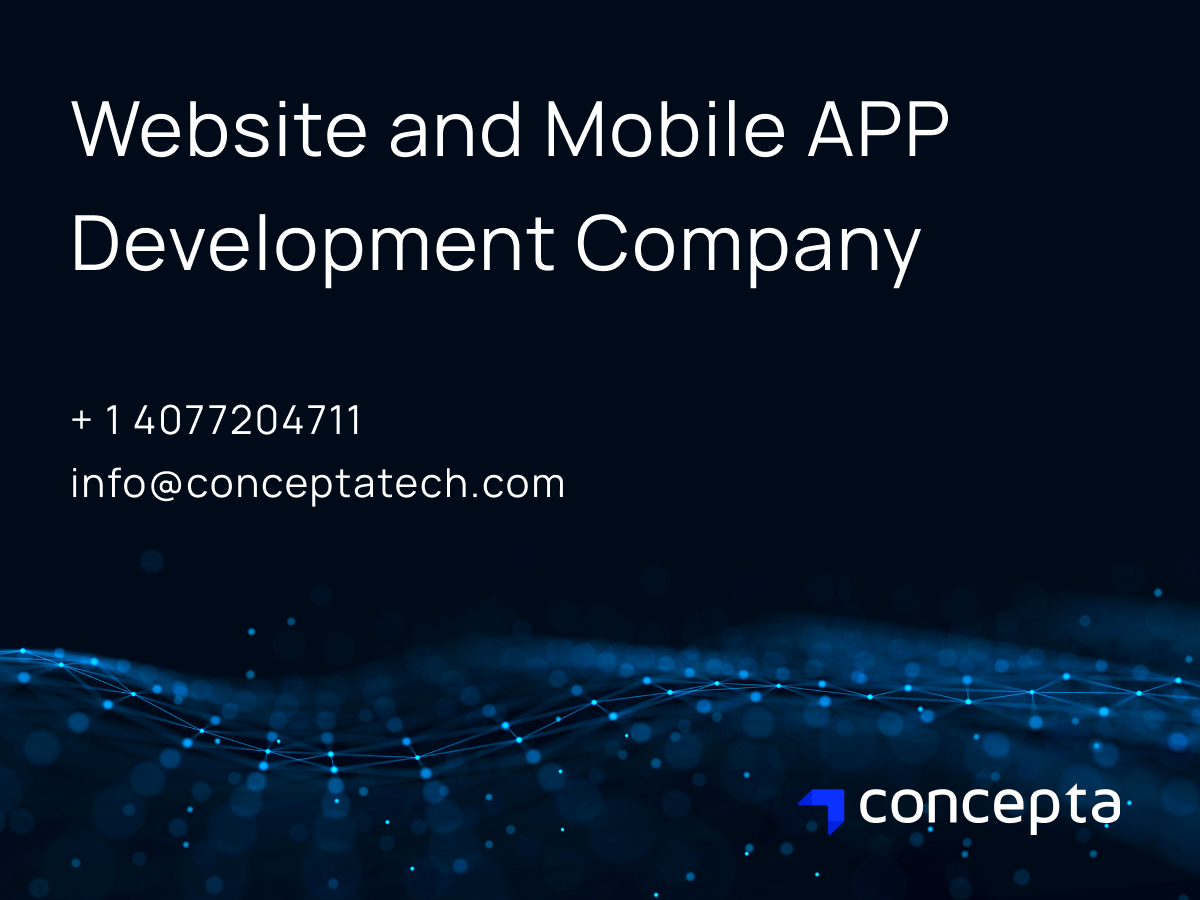 Website and Mobile APP
Development Company
+ 1 4077204711
info@conceptatech.com
concepta